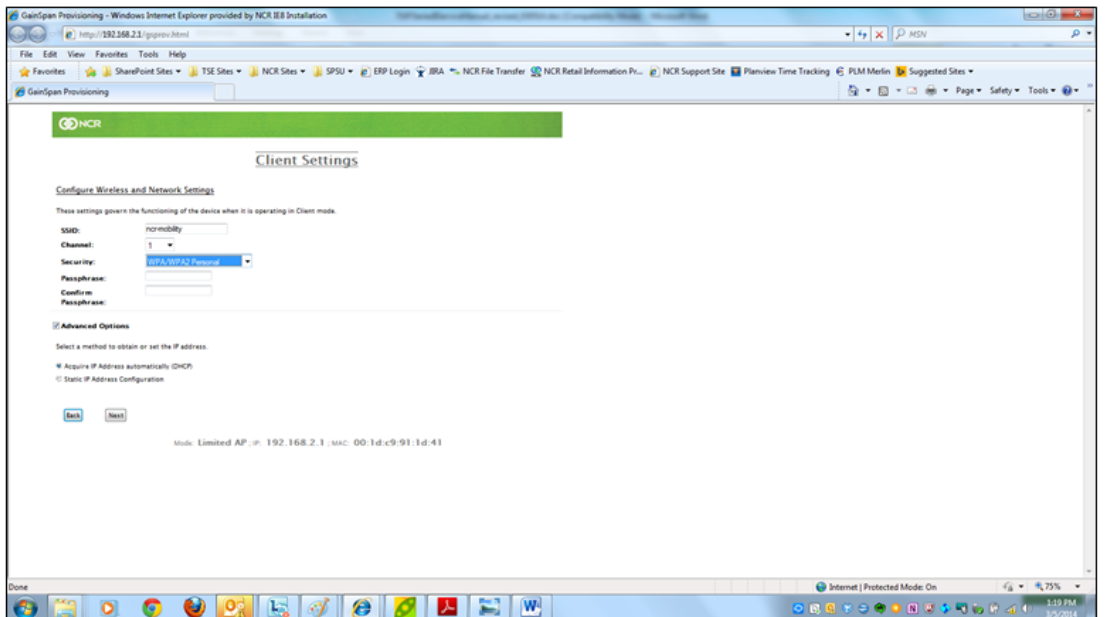 GainSpan Provisioning - Windows Internet Explorer provided by NCR IE8 Installation
http://192.168.2.1/gsprov.html
MSN
File Edit View Favorites Tools Help
Favorites SharePoint Sites TSE Sites NCR Sites SPSU ERP Login JIRA NCR File Transfer NCR Retail Information Pr... NCR Support Site Planview Time Tracking PLM Merlin Suggested Sites
GainSpan Provisioning Page Safety Tools
NCR
Client Settings
Configure Wireless and Network Settings
These settings govern the functioning of the device when it is operating in Client mode.
SSID: ncr-mobility
Channel: 1
Security: WPA/WPA2 Personal
Passphrase:
Confirm
Passphrase:
Advanced Options
Select a method to obtain or set the IP address.
Acquire IP Address automatically (DHCP)
Static IP Address Configuration
Back Next
Mode: Limited AP ; IP: 192.168.2.1 ; MAC: 00:1d:c9:91:1d:41
Done Internet | Protected Mode: On 75%
1:19 PM
3/5/2014